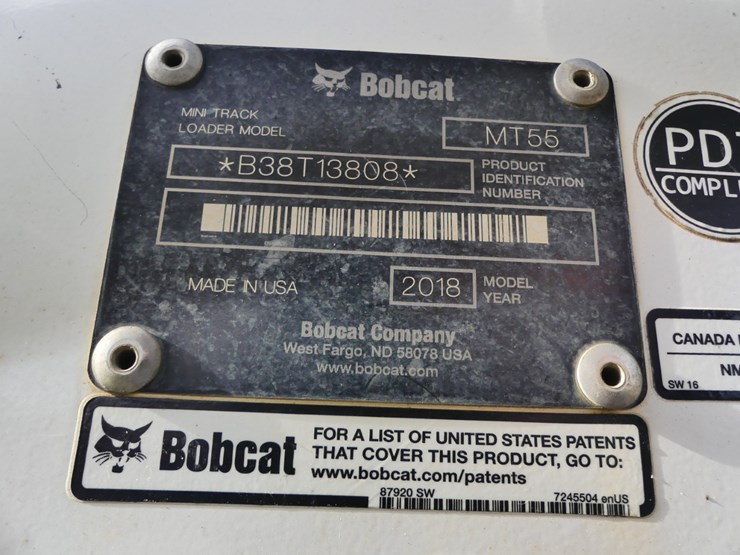 Bobcat
MINI TRACK
LOADER MODEL
MT55
*B38T13808*
PRODUCT
IDENTIFICATION
NUMBER
MADE IN USA
2018
MODEL
YEAR
Bobcat Company
West Fargo, ND 58078 USA
www.bobcat.com
Bobcat
FOR A LIST OF UNITED STATES PATENTS
THAT COVER THIS PRODUCT, GO TO:
www.bobcat.com/patents
87920 SW
7245504 enUS
CANADA
NM
SW 16